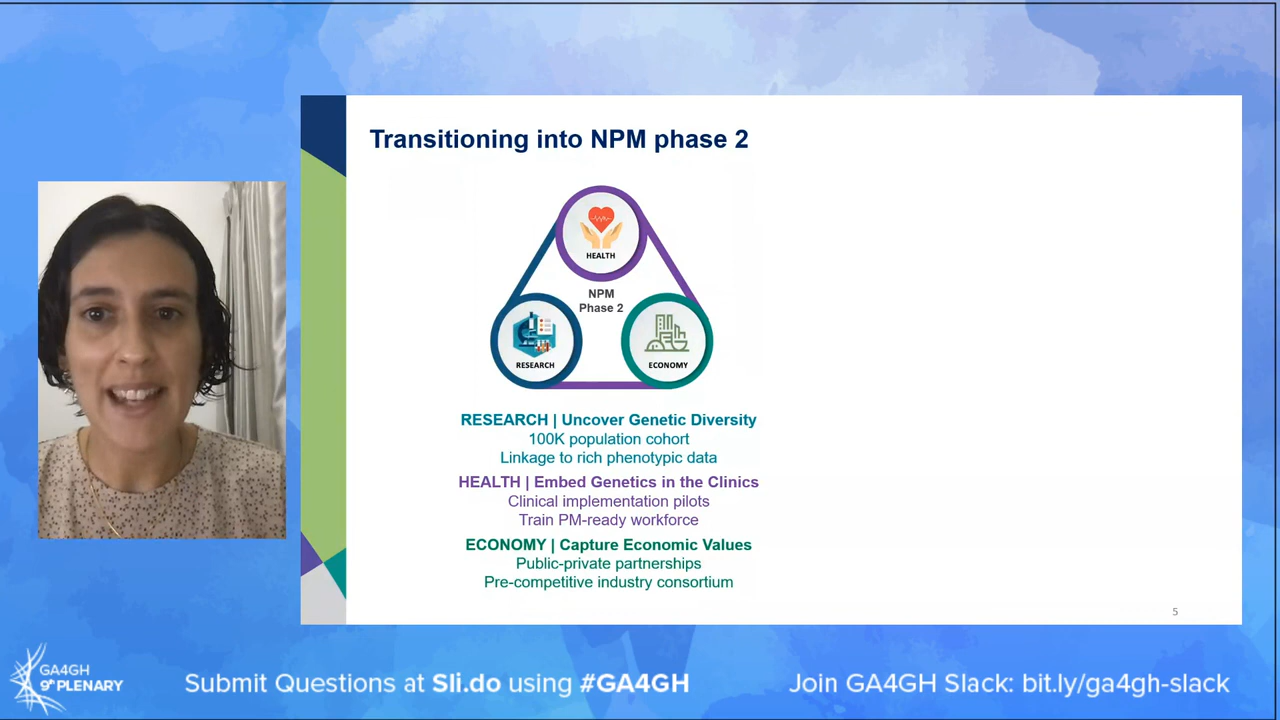 Transitioning into NPM phase 2
HEALTH
NPM
Phase 2
RESEARCH
ECONOMY
RESEARCH | Uncover Genetic Diversity
100K population cohort
Linkage to rich phenotypic data
HEALTH | Embed Genetics in the Clinics
Clinical implementation pilots
Train PM-ready workforce
ECONOMY | Capture Economic Values
Public-private partnerships
Pre-competitive industry consortium
5
GA4GH
9th PLENARY
Submit Questions at Sli.do using #GA4GH
Join GA4GH Slack: bit.ly/ga4gh-slack